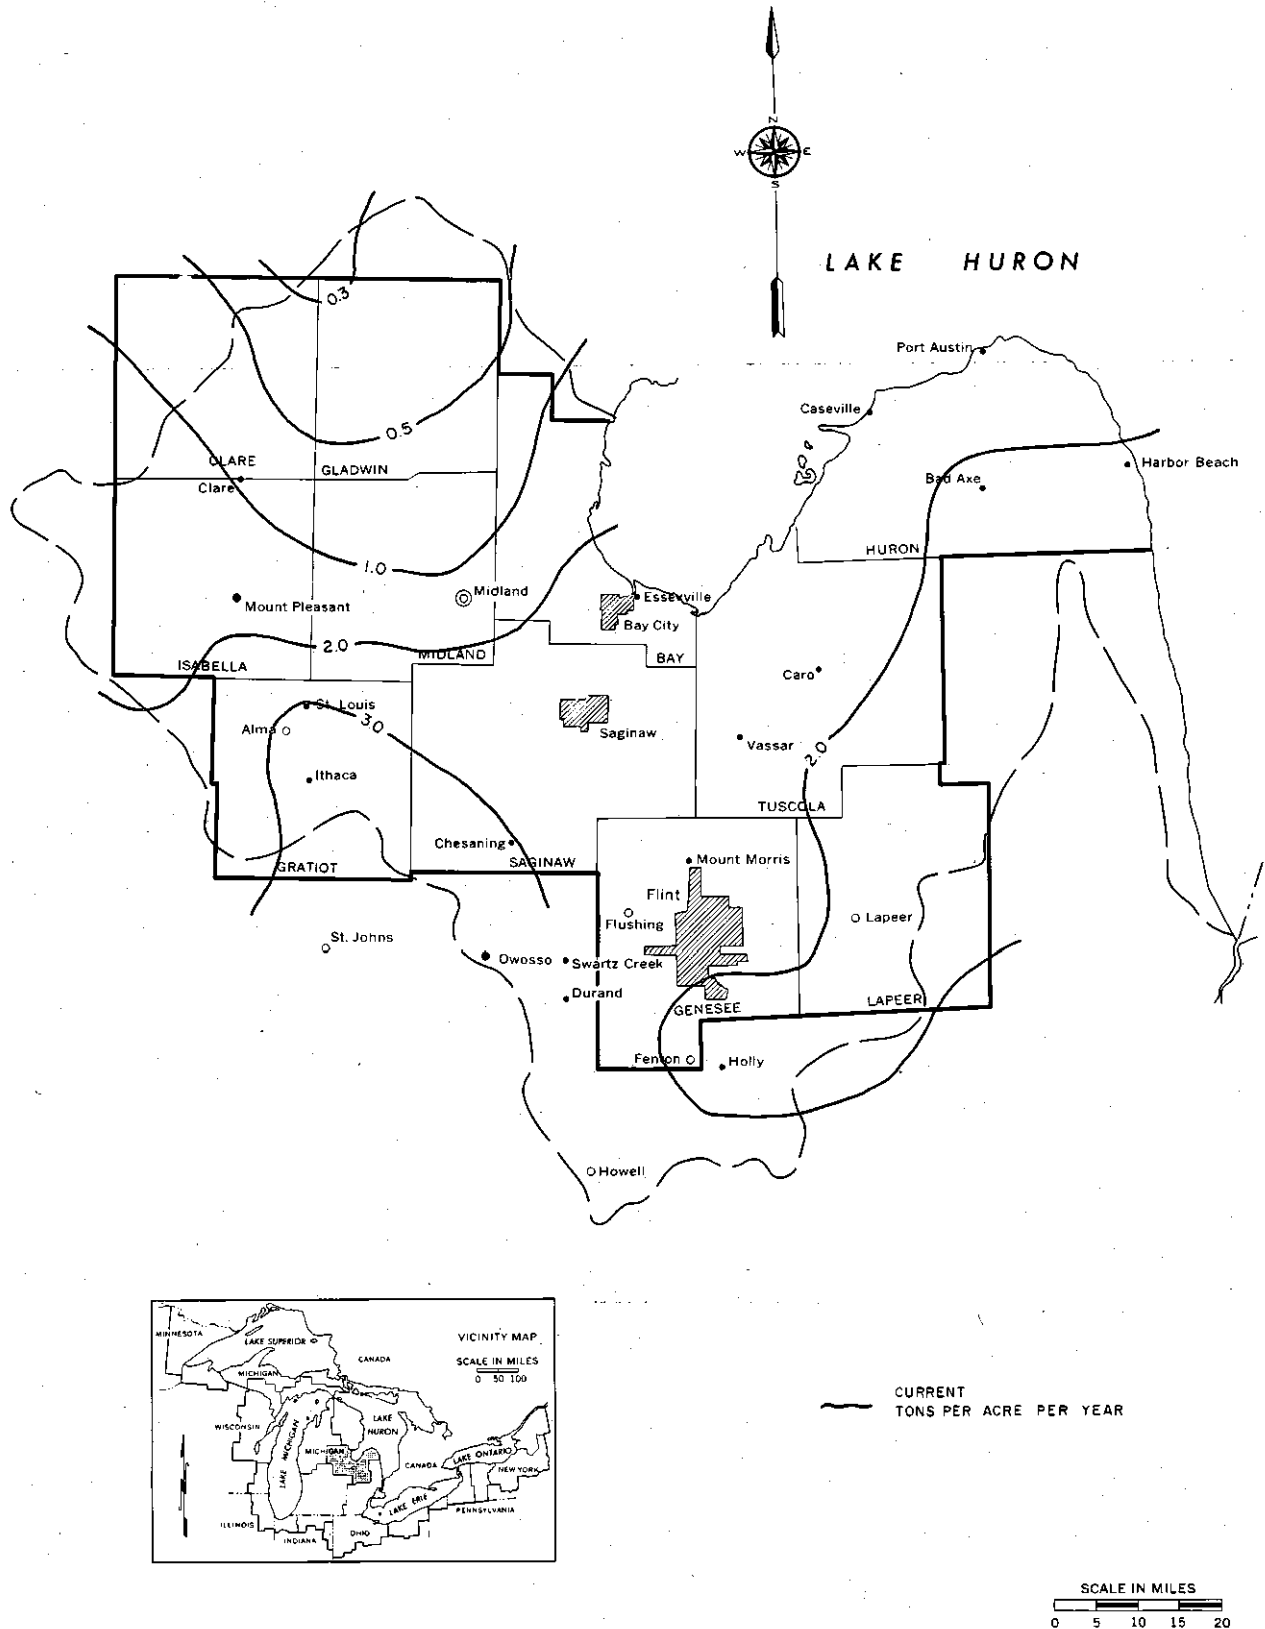 N
W E
S
LAKE HURON
0.3
Port Austin
Caseville
0.5
CLARE
GLADWIN
Clare
Harbor Beach
Bad Axe
HURON
1.0
Midland
Mount Pleasant
Essexville
Bay City
2.0
MIDLAND
BAY
ISABELLA
Caro
St. Louis
3.0
Alma
Saginaw
Vassar
2.0
Ithaca
TUSCOLA
Chesaning
SAGINAW
Mount Morris
GRATIOT
Flint
Flushing
Lapeer
St. Johns
Owosso
Swartz Creek
Durand
GENESEE
LAPEER
Fenton
Holly
Howell
MINNESOTA
LAKE SUPERIOR
VICINITY MAP
CANADA
SCALE IN MILES
0 50 100
MICHIGAN
WISCONSIN
LAKE MICHIGAN
LAKE
HURON
MICHIGAN
CANADA
LAKE ONTARIO
NEW YORK
LAKE ERIE
PENNSYLVANIA
ILLINOIS
INDIANA
OHIO
CURRENT
TONS PER ACRE PER YEAR
SCALE IN MILES
0 5 10 15 20